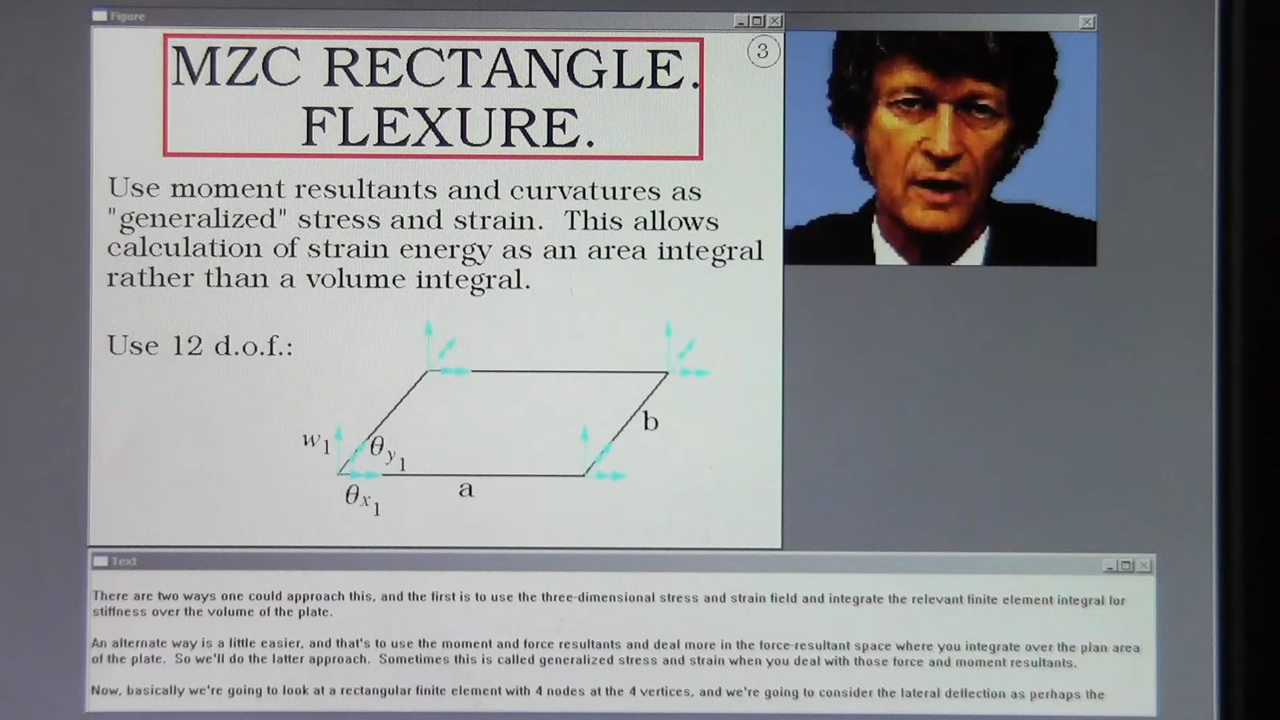 Figure
MZC RECTANGLE.
FLEXURE.
3
Use moment resultants and curvatures as
"generalized" stress and strain. This allows
calculation of strain energy as an area integral
rather than a volume integral.
Use 12 d.o.f.:
w1
θy1
b
θx1
a
Text
There are two ways one could approach this, and the first is to use the three-dimensional stress and strain field and integrate the relevant finite element integral for
stiffness over the volume of the plate.
An alternate way is a little easier, and that's to use the moment and force resultants and deal more in the force-resultant space where you integrate over the plan area
of the plate. So we'll do the latter approach. Sometimes this is called generalized stress and strain when you deal with those force and moment resultants.
Now, basically we're going to look at a rectangular finite element with 4 nodes at the 4 vertices, and we're going to consider the lateral deflection as perhaps the